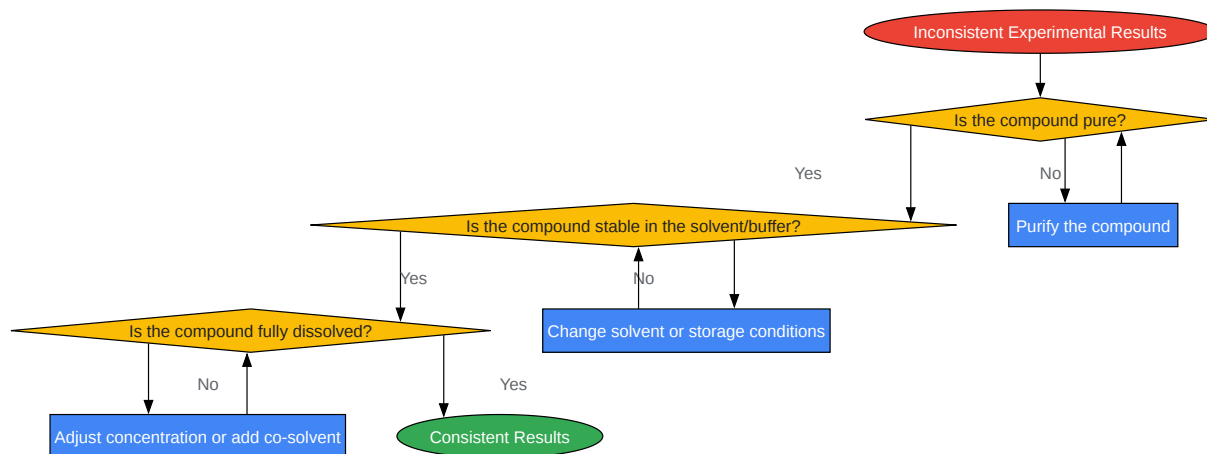 Inconsistent Experimental Results
Is the compound pure?
Yes
No
Purify the compound
Is the compound stable in the solvent/buffer?
Yes
No
Change solvent or storage conditions
Is the compound fully dissolved?
No
Yes
Adjust concentration or add co-solvent
Consistent Results